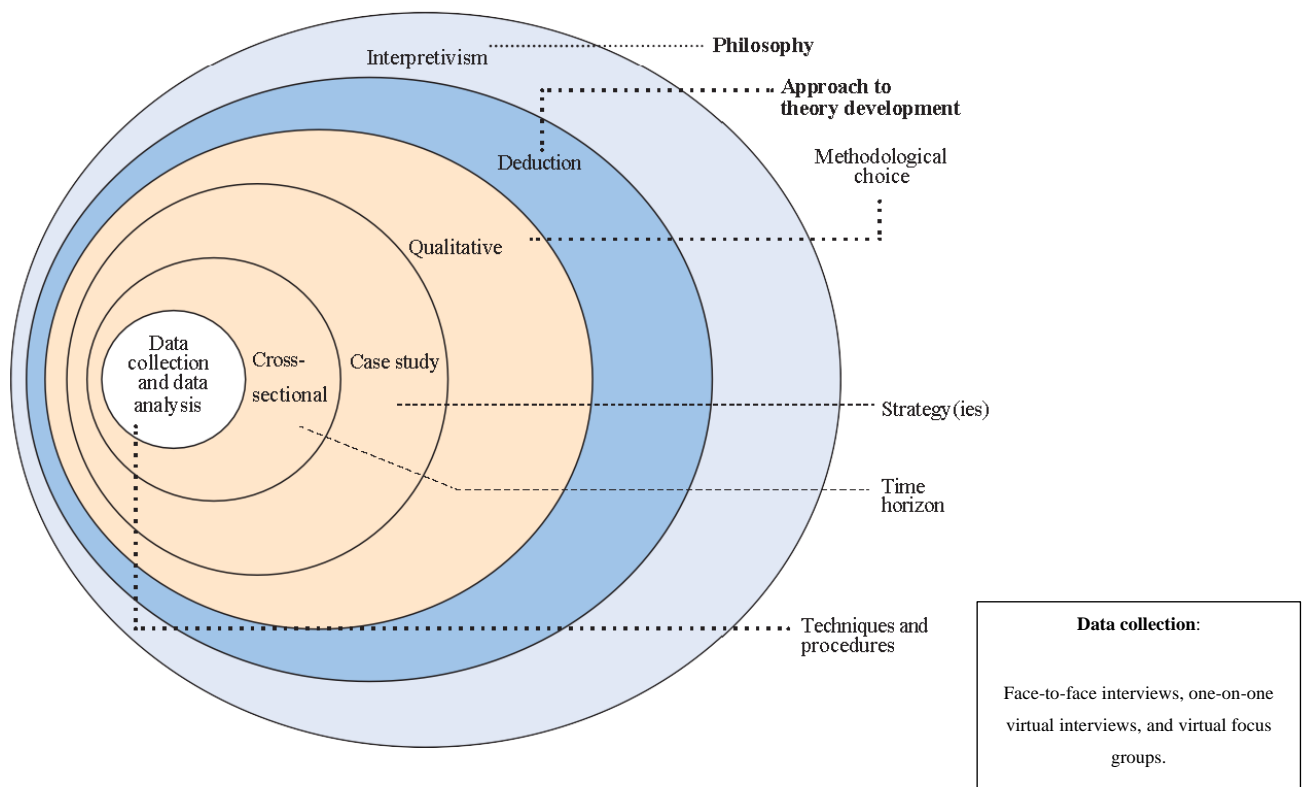 Philosophy
Interpretivism
Approach to
theory development
Methodological
choice
Deduction
Qualitative
Data
collection
and data
analysis
Cross-
sectional
Case study
Strategy(ies)
Time
horizon
Techniques and
procedures
Data collection:
Face-to-face interviews, one-on-one
virtual interviews, and virtual focus
groups.